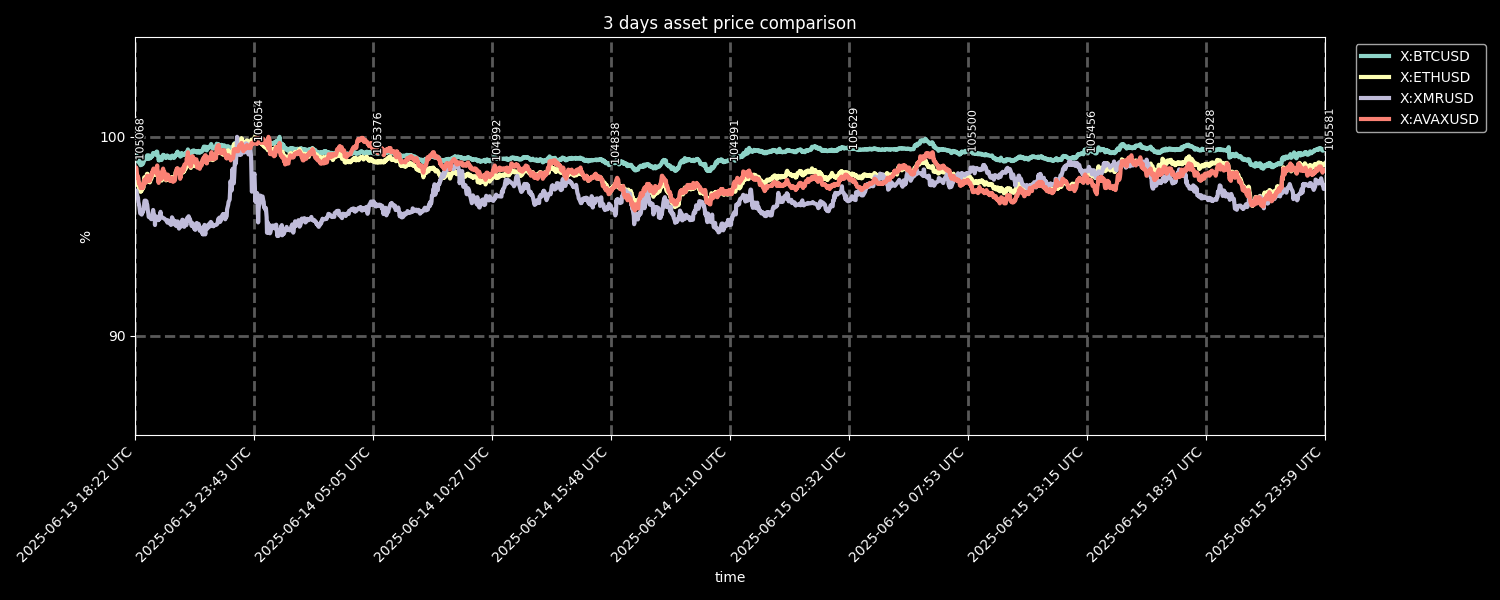 3 days asset price comparison
X:BTCUSD
X:ETHUSD
X:XMRUSD
X:AVAXUSD
100
90
%
105068
106054
105376
104992
104838
104991
105629
105500
105456
105528
105581
2025-06-13 18:22 UTC
2025-06-13 23:43 UTC
2025-06-14 05:05 UTC
2025-06-14 10:27 UTC
2025-06-14 15:48 UTC
2025-06-14 21:10 UTC
2025-06-15 02:32 UTC
2025-06-15 07:53 UTC
2025-06-15 13:15 UTC
2025-06-15 18:37 UTC
2025-06-15 23:59 UTC
time